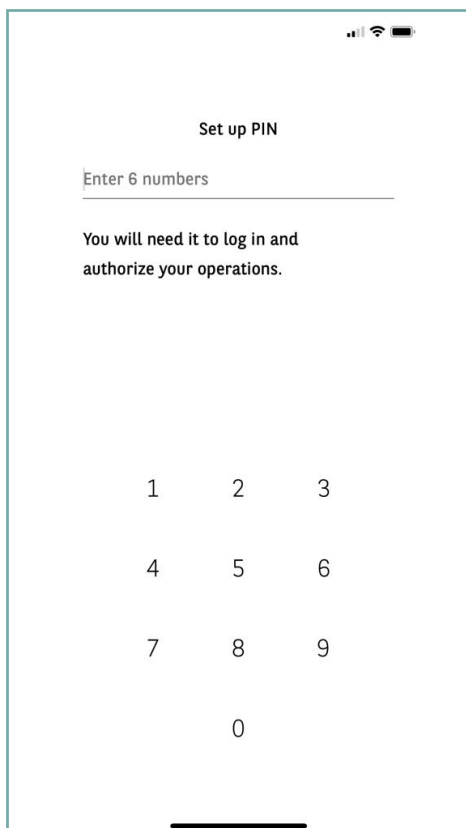 Set up PIN
Enter 6 numbers
You will need it to log in and
authorize your operations.
1 2 3
4 5 6
7 8 9
0